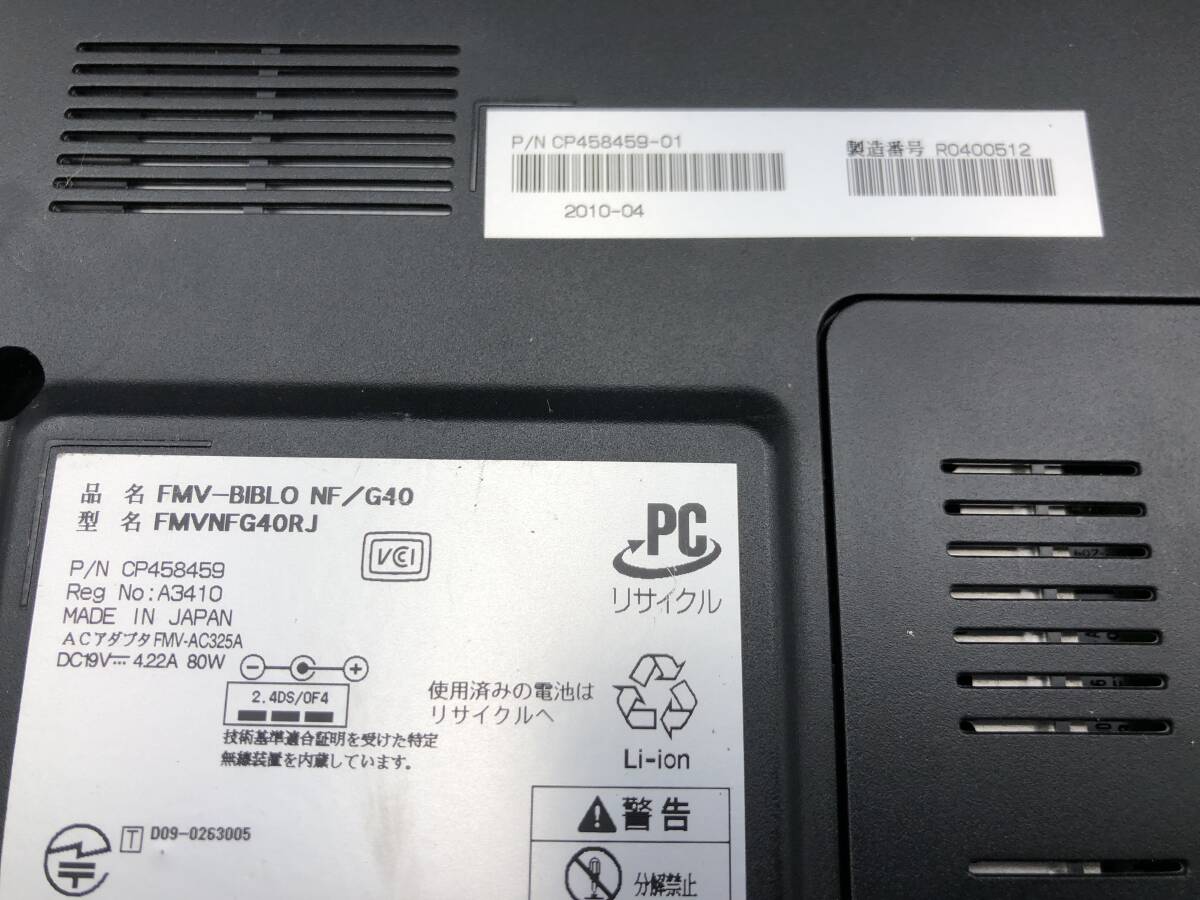 P/N CP458459-01
製造番号 R0400512
2010-04
品 名 FMV-BIBLO NF/G40
型 名 FMVNFG40RJ
VCCI
P/N CP458459
Reg No:A3410
MADE IN JAPAN
ACアダプタ FMV-AC325A
DC19V⎓ 4.22A 80W
2.4DS/OF4
技術基準適合証明を受けた特定
無線装置を内蔵しています。
T D09-0263005
PC
リサイクル
使用済みの電池は
リサイクルへ
Li-ion
警告
分解禁止